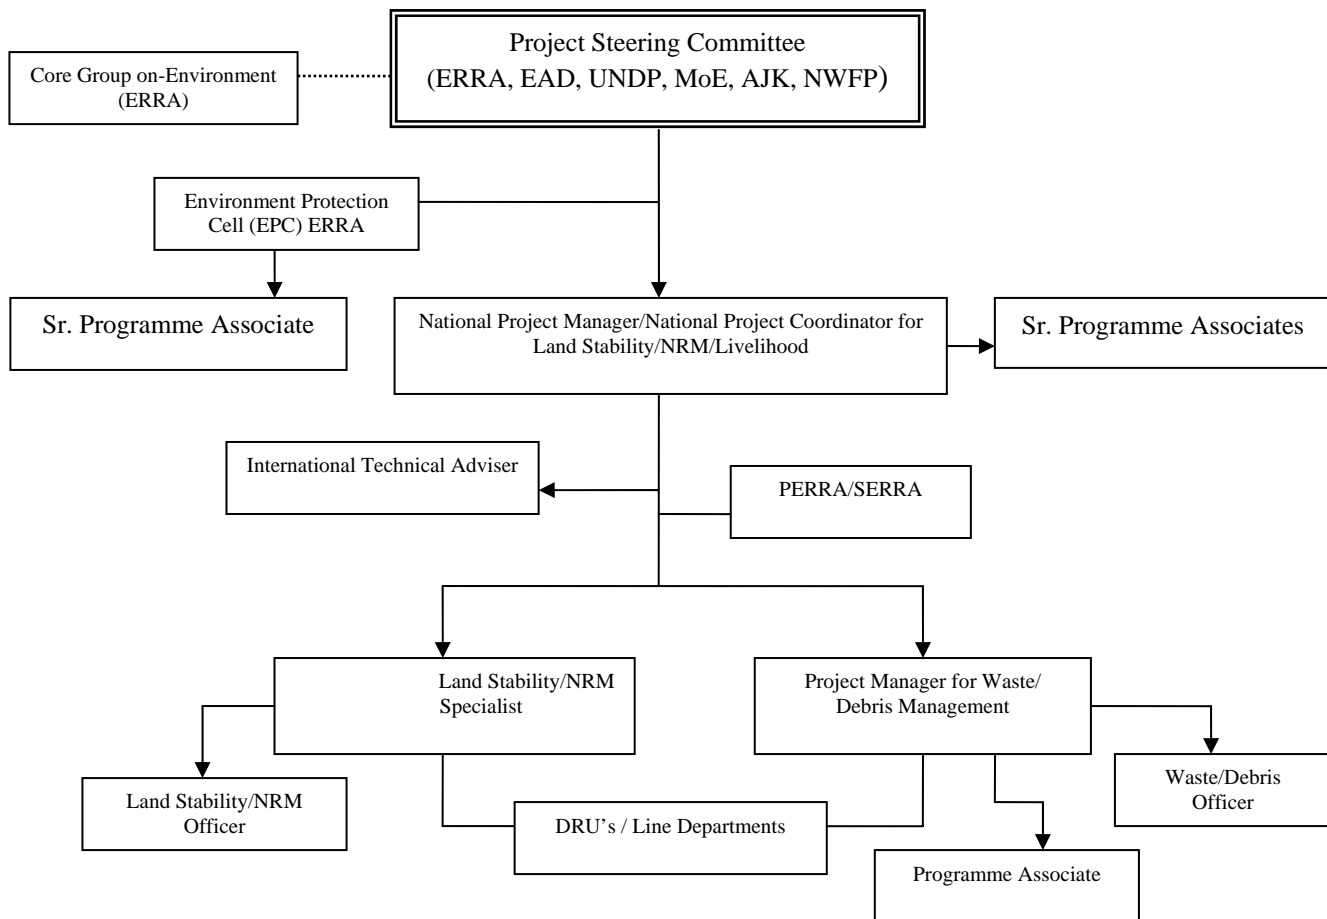 Project Steering Committee
(ERRA, EAD, UNDP, MoE, AJK, NWFP)
Core Group on-Environment
(ERRA)
Environment Protection
Cell (EPC) ERRA
Sr. Programme Associate
National Project Manager/National Project Coordinator for
Land Stability/NRM/Livelihood
Sr. Programme Associates
International Technical Adviser
PERRA/SERRA
Land Stability/NRM
Specialist
Project Manager for Waste/
Debris Management
Land Stability/NRM
Officer
DRU's / Line Departments
Waste/Debris
Officer
Programme Associate